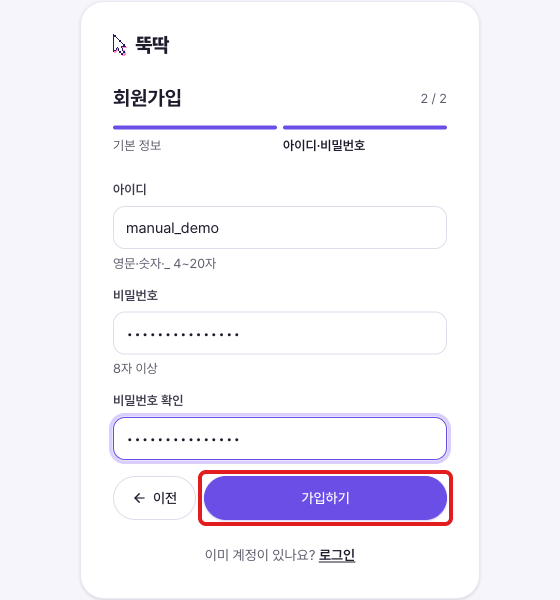 뚝딱
회원가입
2 / 2
기본 정보
아이디·비밀번호
아이디
manual_demo
영문·숫자·_ 4~20자
비밀번호
•••••••••••••••
8자 이상
비밀번호 확인
•••••••••••••••
← 이전
가입하기
이미 계정이 있나요? 로그인